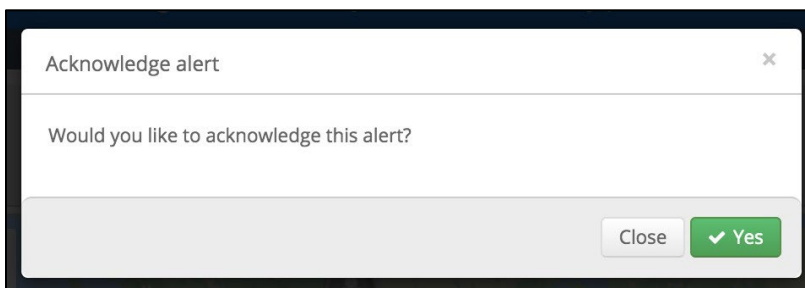 Acknowledge alert
Would you like to acknowledge this alert?
Close Yes